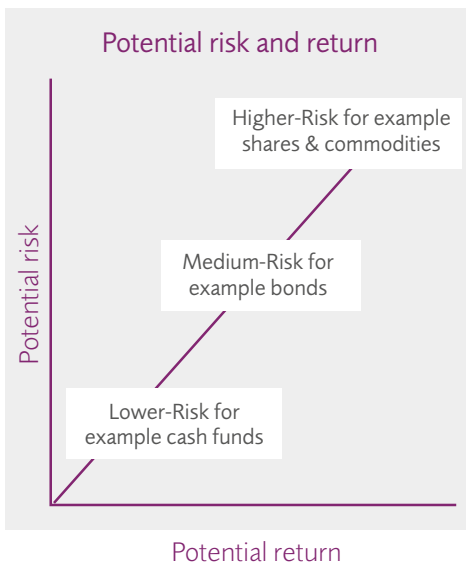 Potential risk and return
Higher-Risk for example
shares & commodities
Potential risk
Medium-Risk for
example bonds
Lower-Risk for
example cash funds
Potential return